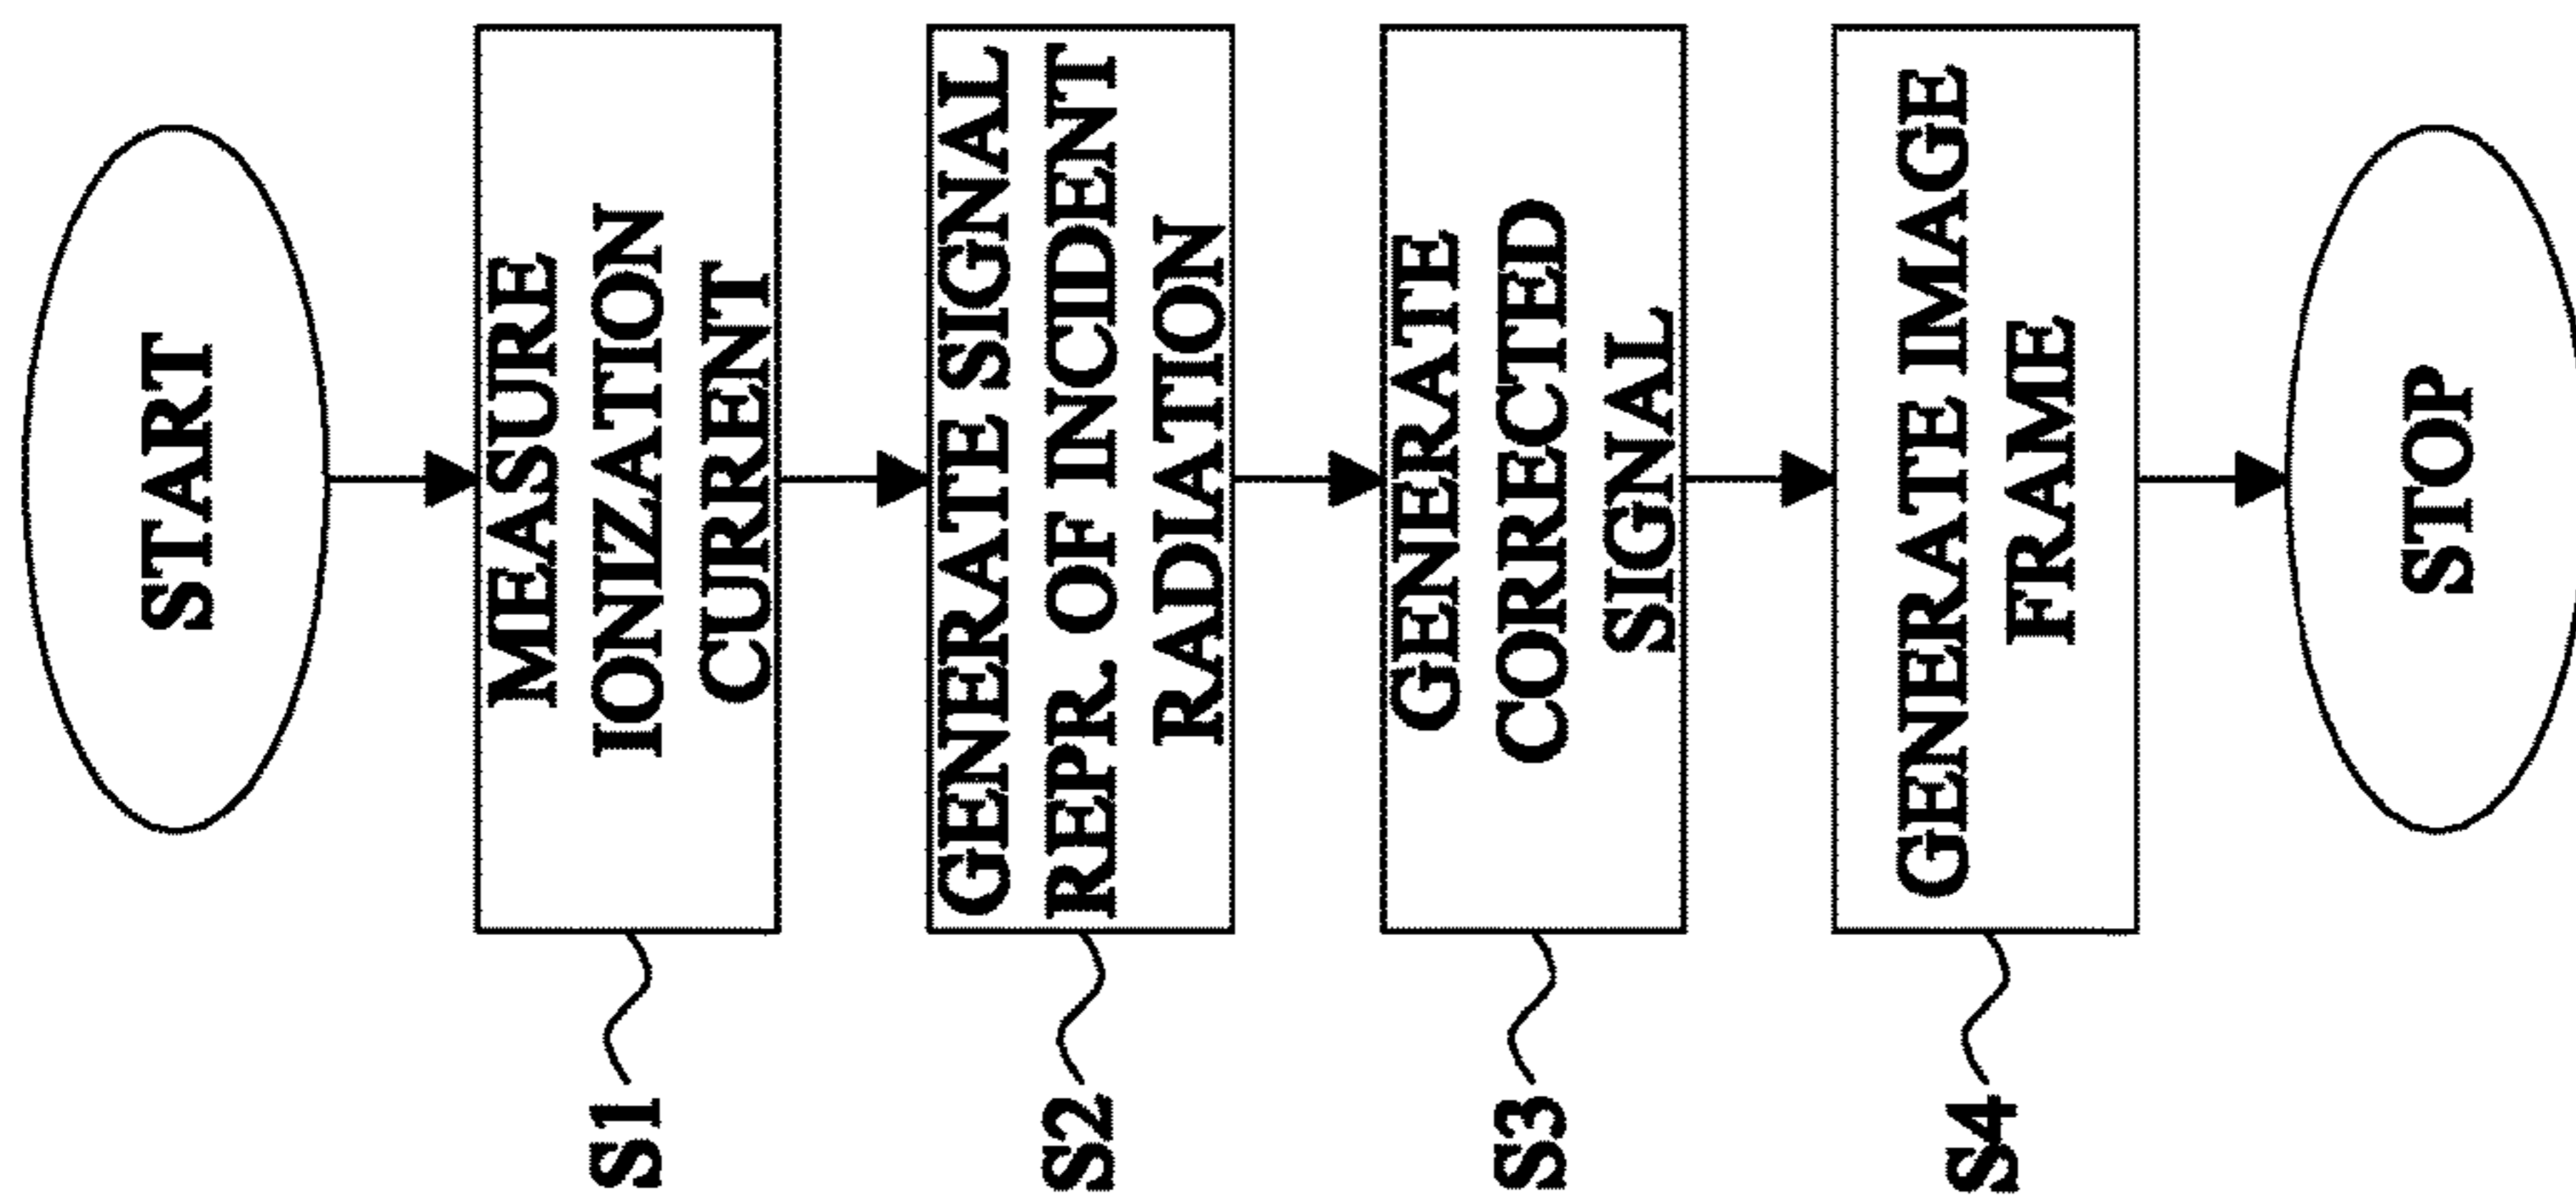 START
MEASURE
IONIZATION
CURRENT
S1
GENERATE SIGNAL
REPR. OF INCIDENT
RADIATION
S2
GENERATE
CORRECTED
SIGNAL
S3
GENERATE IMAGE
FRAME
S4
STOP